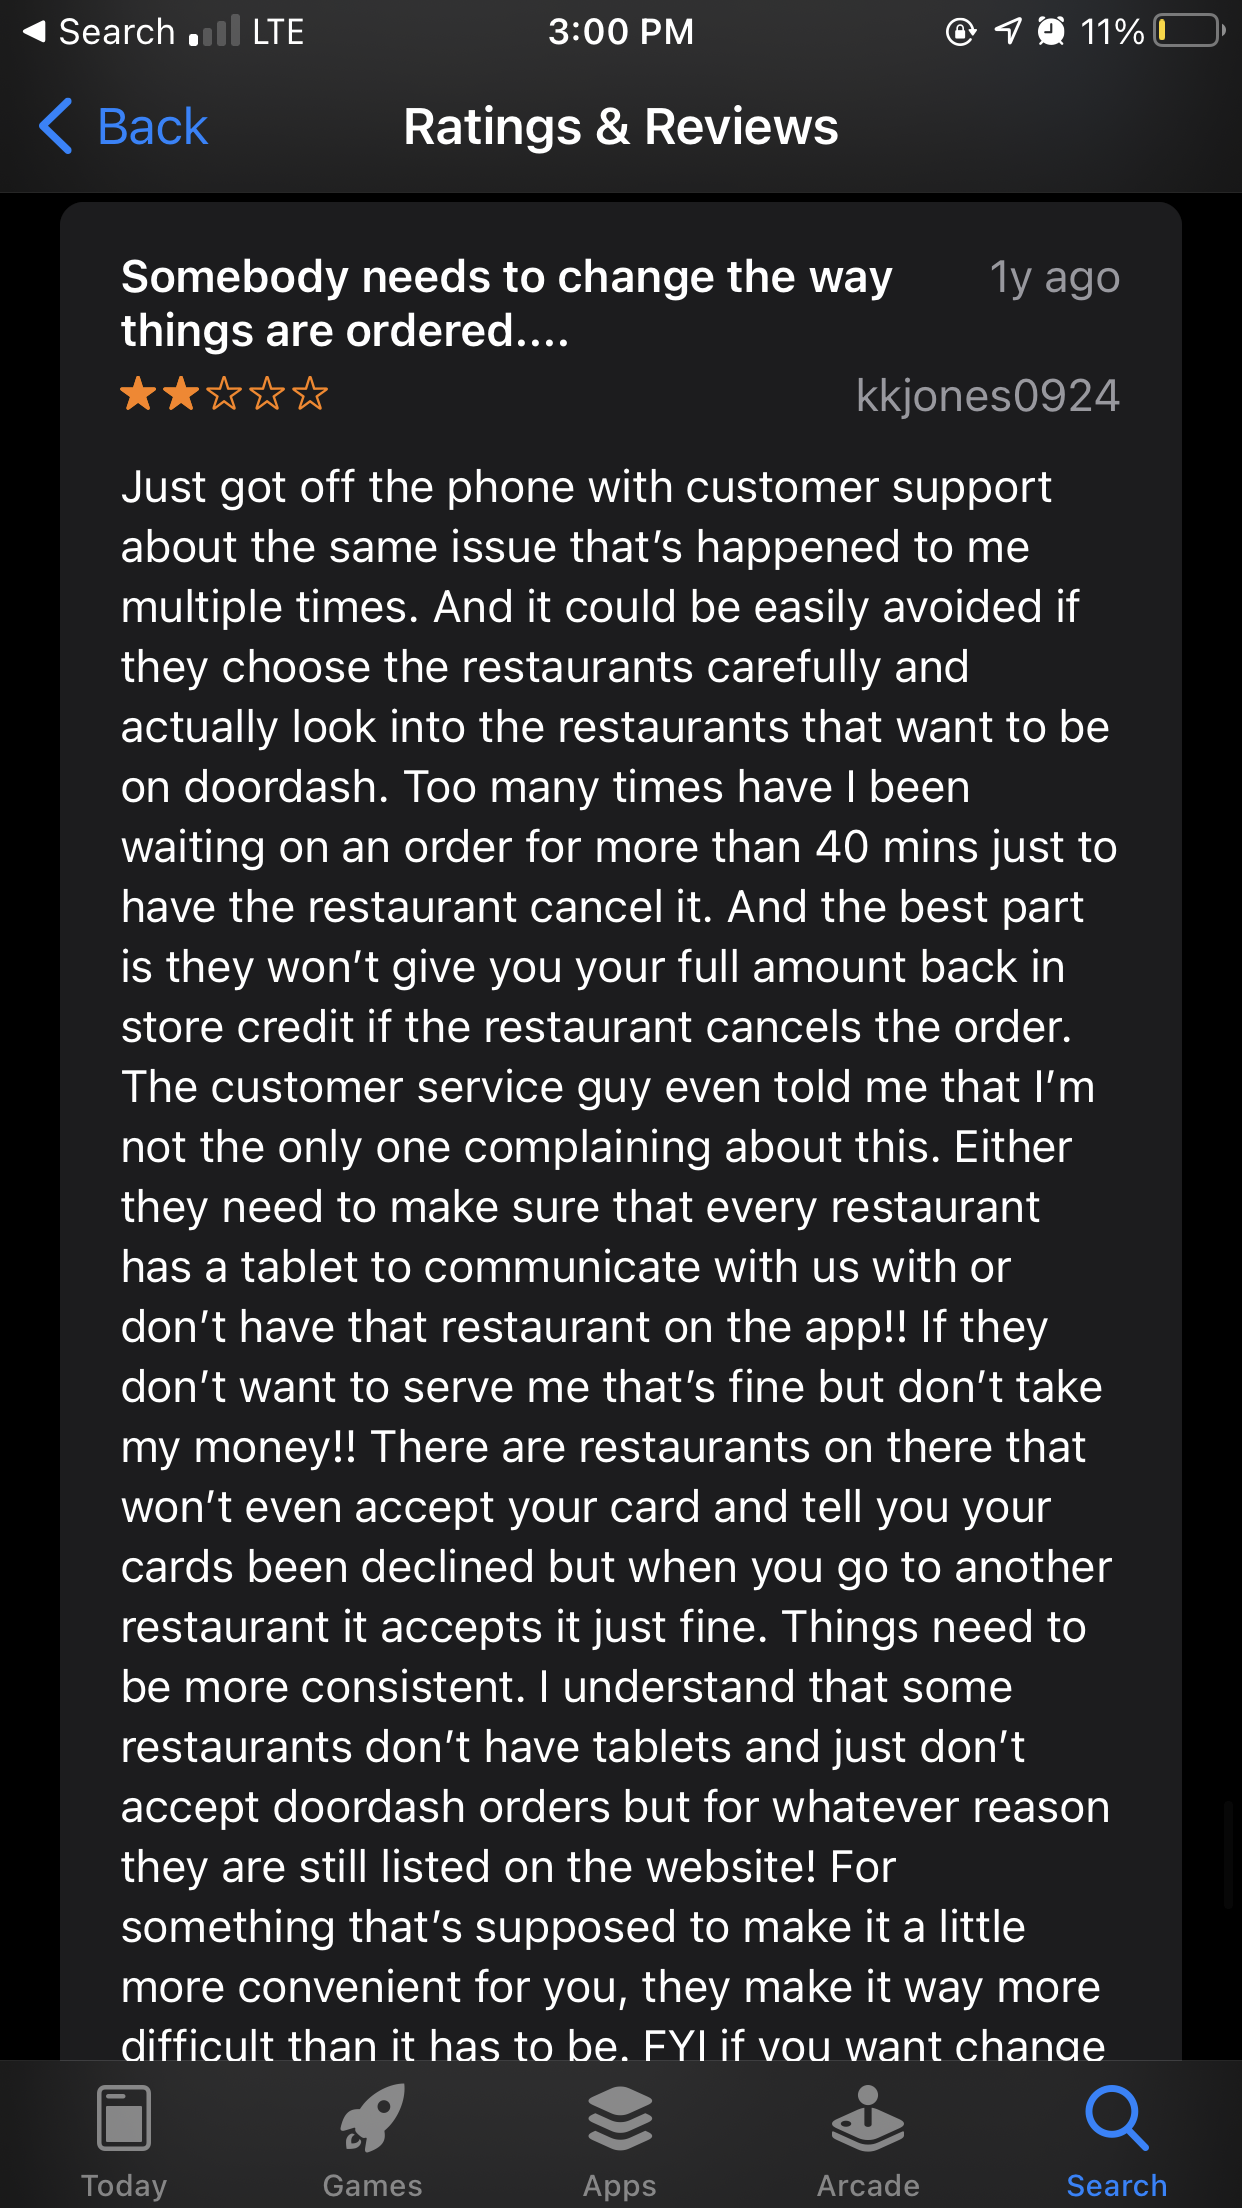 Search LTE 3:00 PM 11%
Back Ratings & Reviews
Somebody needs to change the way 1y ago
things are ordered....
kkjones0924
Just got off the phone with customer support
about the same issue that’s happened to me
multiple times. And it could be easily avoided if
they choose the restaurants carefully and
actually look into the restaurants that want to be
on doordash. Too many times have I been
waiting on an order for more than 40 mins just to
have the restaurant cancel it. And the best part
is they won’t give you your full amount back in
store credit if the restaurant cancels the order.
The customer service guy even told me that I’m
not the only one complaining about this. Either
they need to make sure that every restaurant
has a tablet to communicate with us with or
don’t have that restaurant on the app!! If they
don’t want to serve me that’s fine but don’t take
my money!! There are restaurants on there that
won’t even accept your card and tell you your
cards been declined but when you go to another
restaurant it accepts it just fine. Things need to
be more consistent. I understand that some
restaurants don’t have tablets and just don’t
accept doordash orders but for whatever reason
they are still listed on the website! For
something that’s supposed to make it a little
more convenient for you, they make it way more
difficult than it has to be. FYI if you want change
Today Games Apps Arcade Search